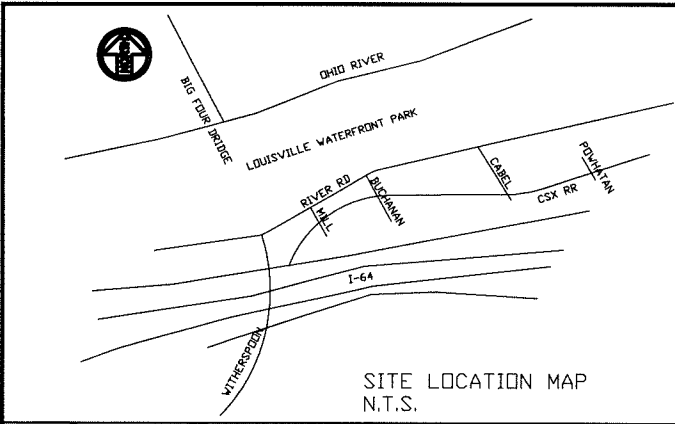 OHIO RIVER
BIG FOUR DRIDGE
LOUISVILLE WATERFRONT PARK
RIVER RD
MILL
BUCHANAN
CABEL
POWHATAN
CSX RR
I-64
WITHERSPOON
SITE LOCATION MAP
N.T.S.